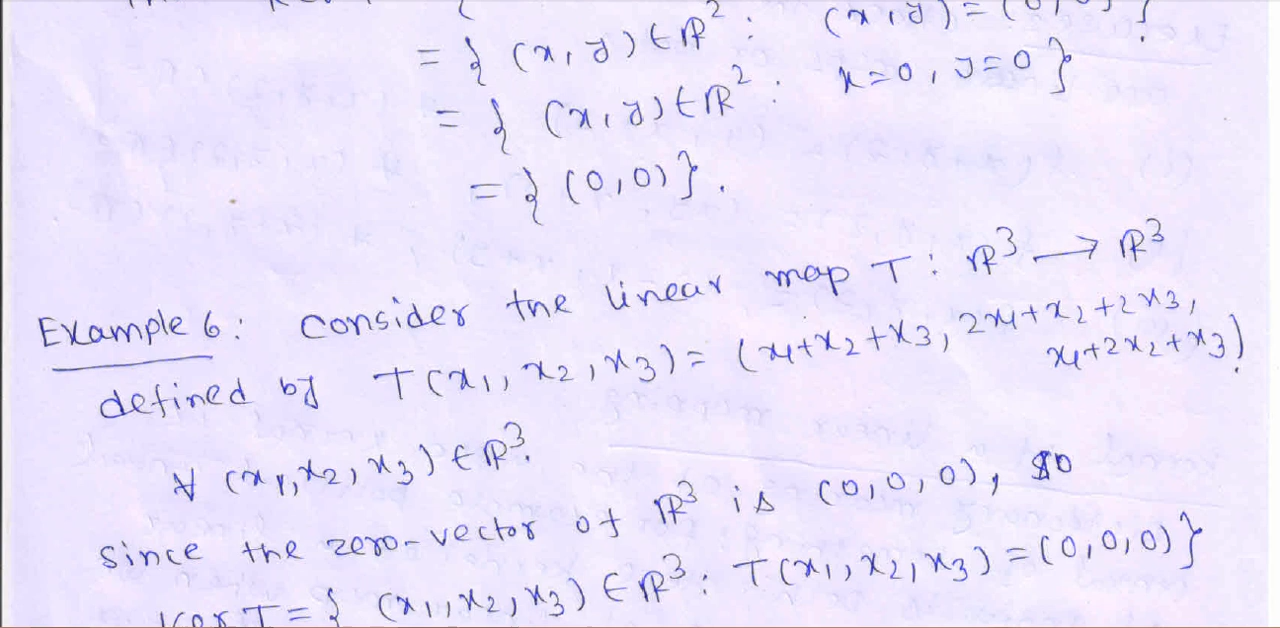 = { (x, y) ∈ ℝ² : (x, y) = (0, 0) }
= { (x, y) ∈ ℝ² : x=0, y=0 }
= { (0, 0) }.
Example 6: Consider the linear map T : ℝ³ → ℝ³
defined by T(x₁, x₂, x₃) = (x₁+x₂+x₃, 2x₁+x₂+2x₃,
x₁+2x₂+x₃)
∀ (x₁, x₂, x₃) ∈ ℝ³.
Since the zero-vector of ℝ³ is (0, 0, 0), so
Ker T = { (x₁, x₂, x₃) ∈ ℝ³ : T(x₁, x₂, x₃) = (0, 0, 0) }